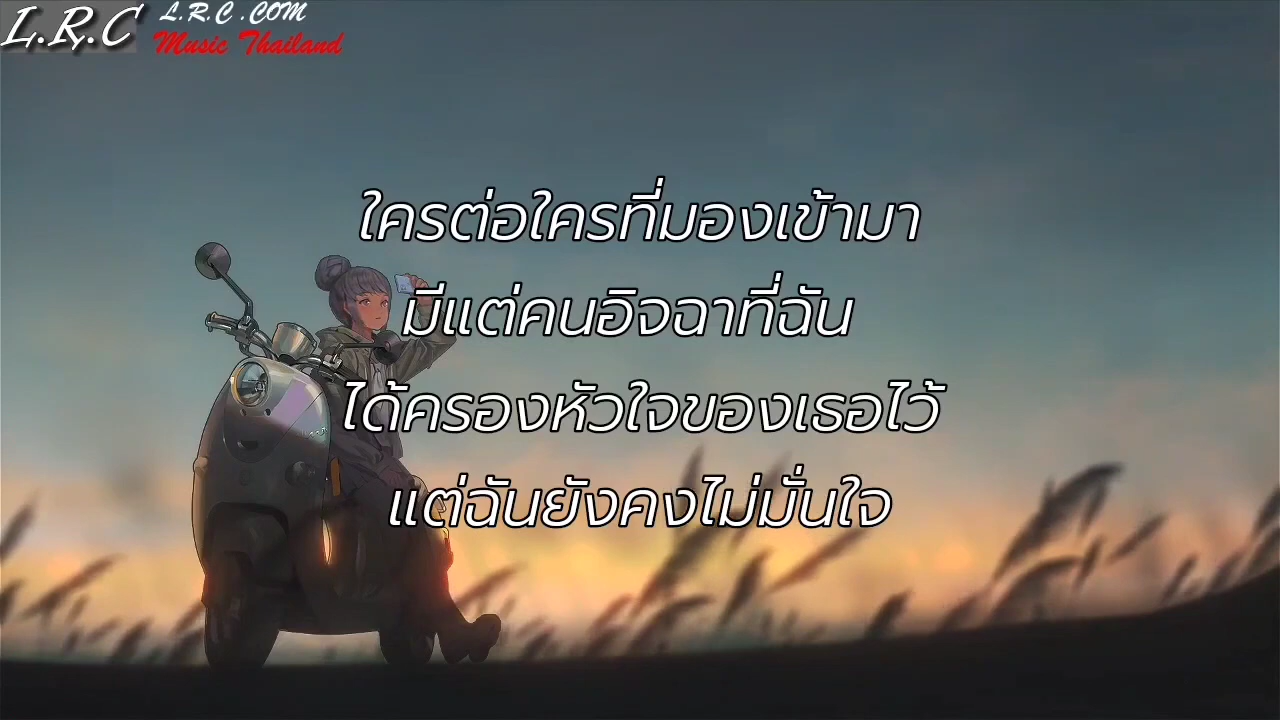 L.R.C
L.R.C .COM
Music Thailand
ใครต่อใครที่มองเข้ามา
มีแต่คนอิจฉาที่ฉัน
ได้ครองหัวใจของเธอไว้
แต่ฉันยังคงไม่มั่นใจ